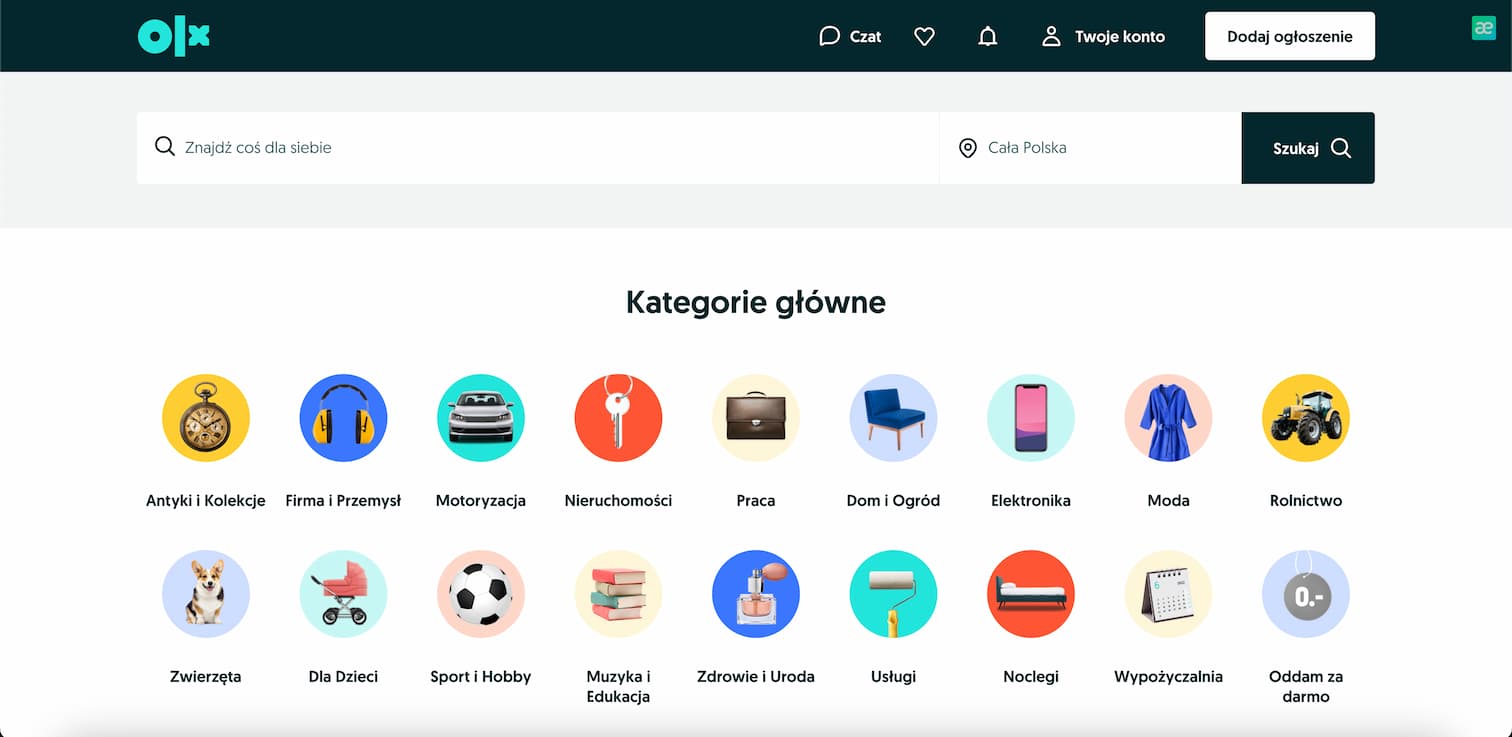 olx
Czat
Twoje konto
Dodaj ogłoszenie
æ
Znajdź coś dla siebie
Cała Polska
Szukaj
Kategorie główne
Antyki i Kolekcje
Firma i Przemysł
Motoryzacja
Nieruchomości
Praca
Dom i Ogród
Elektronika
Moda
Rolnictwo
0.-
Zwierzęta
Dla Dzieci
Sport i Hobby
Muzyka i
Edukacja
Zdrowie i Uroda
Usługi
Noclegi
Wypożyczalnia
Oddam za
darmo